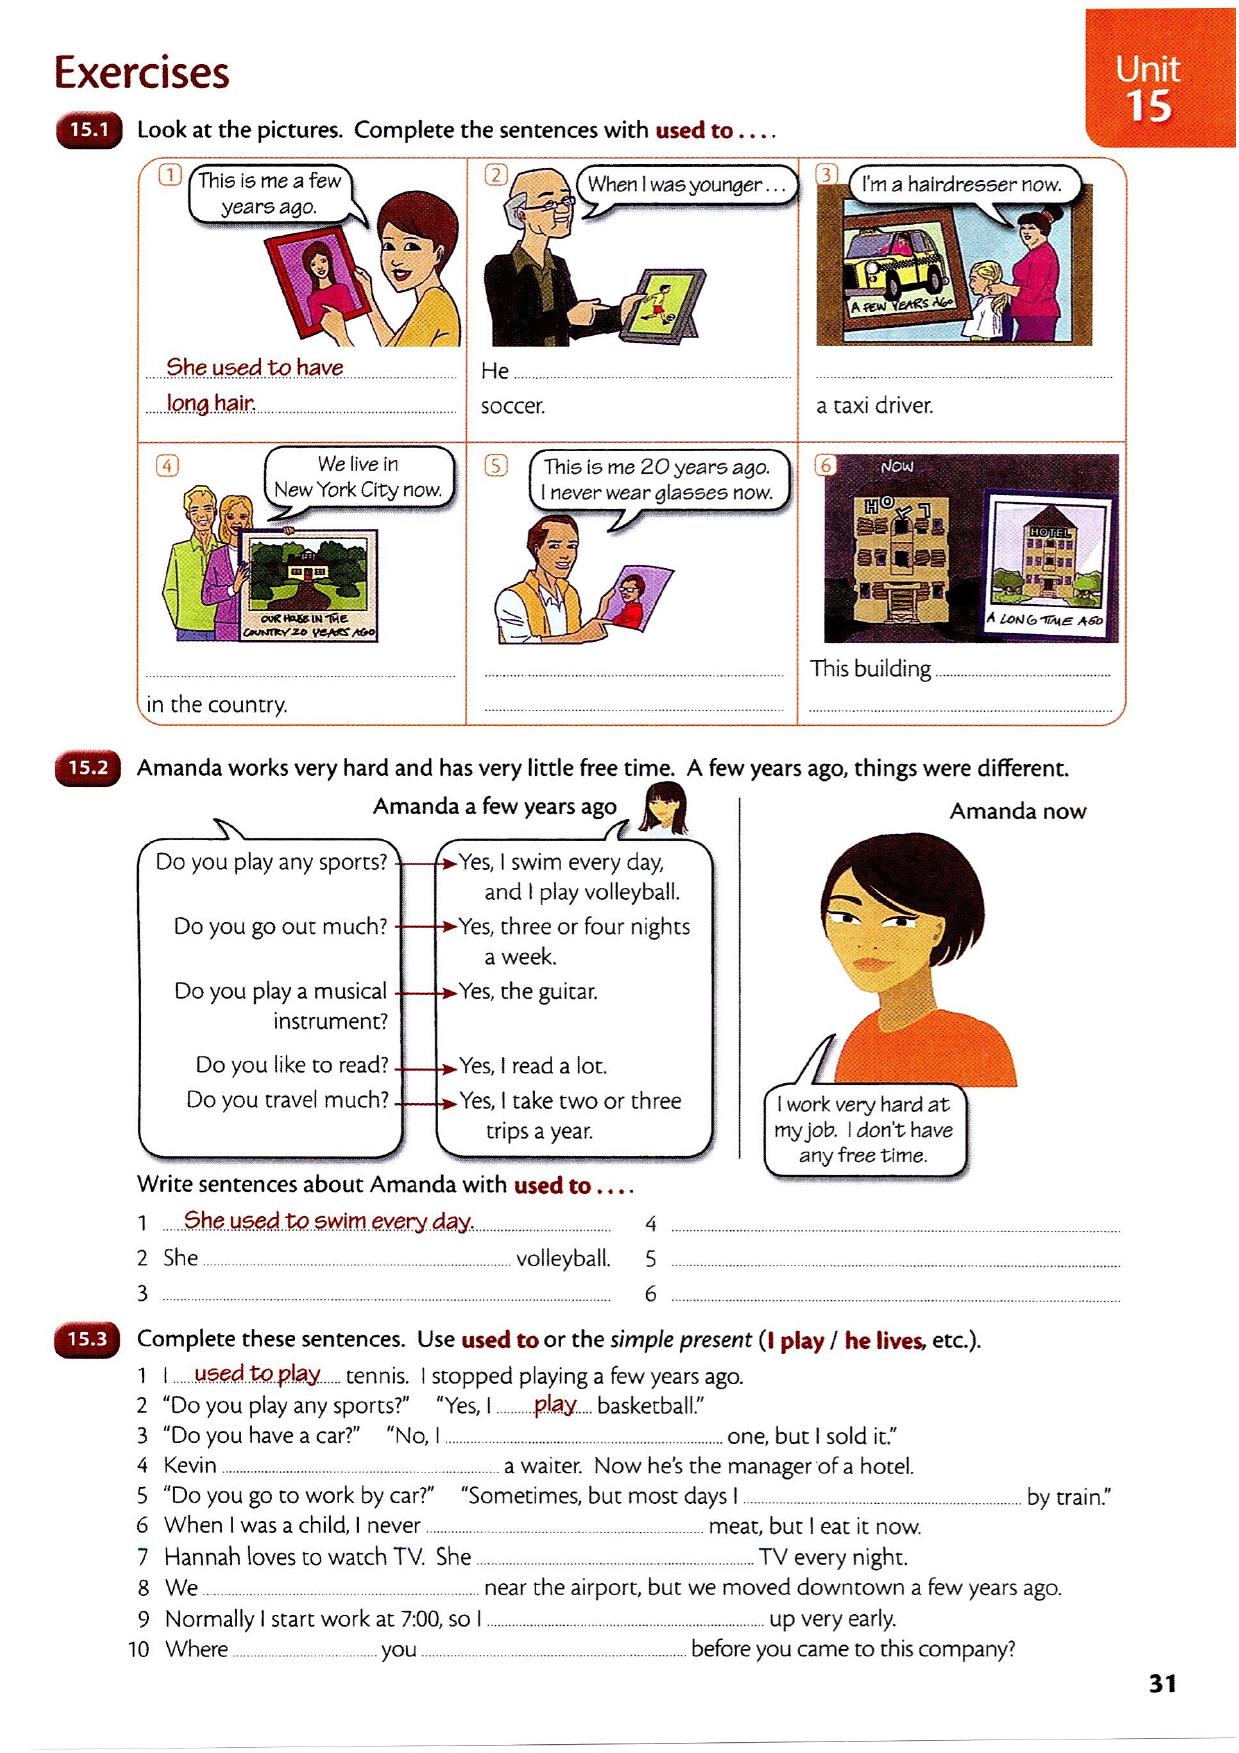 Exercises
Unit
15
15.1 Look at the pictures. Complete the sentences with used to . . . .
1 This is me a few
years ago.
She used to have
long hair.
2 When I was younger . . .
He
soccer.
3 I'm a hairdresser now.
A FEW YEARS AGO
a taxi driver.
4 We live in
New York City now.
OUR HOUSE IN THE
COUNTRY 20 YEARS AGO
in the country.
5 This is me 20 years ago.
I never wear glasses now.
6 NOW
HOTL
HOTEL
A LONG TIME AGO
This building
15.2 Amanda works very hard and has very little free time. A few years ago, things were different.
Amanda a few years ago
Do you play any sports? Yes, I swim every day,
and I play volleyball.
Do you go out much? Yes, three or four nights
a week.
Do you play a musical Yes, the guitar.
instrument?
Do you like to read? Yes, I read a lot.
Do you travel much? Yes, I take two or three
trips a year.
Amanda now
I work very hard at
my job. I don't have
any free time.
Write sentences about Amanda with used to . . . .
1 She used to swim every day. 4
2 She volleyball. 5
3 6
15.3 Complete these sentences. Use used to or the simple present (I play / he lives, etc.).
1 I used to play tennis. I stopped playing a few years ago.
2 "Do you play any sports?" "Yes, I play basketball."
3 "Do you have a car?" "No, I one, but I sold it."
4 Kevin a waiter. Now he's the manager of a hotel.
5 "Do you go to work by car?" "Sometimes, but most days I by train."
6 When I was a child, I never meat, but I eat it now.
7 Hannah loves to watch TV. She TV every night.
8 We near the airport, but we moved downtown a few years ago.
9 Normally I start work at 7:00, so I up very early.
10 Where you before you came to this company?
31